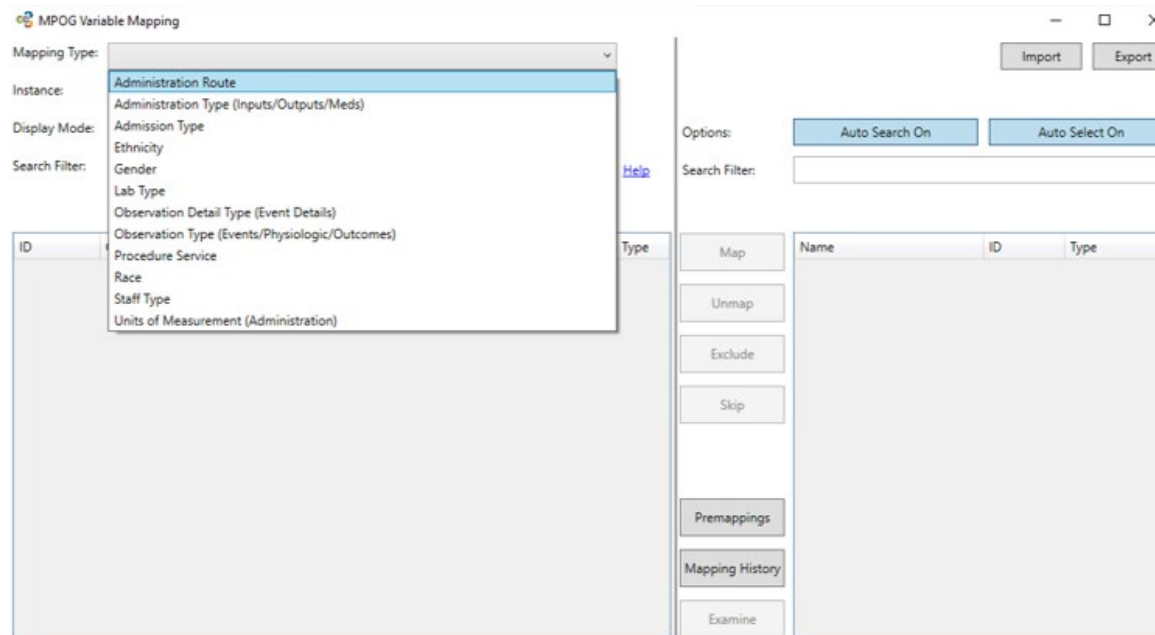 MPOG Variable Mapping
Mapping Type:
Import
Export
Administration Route
Instance:
Administration Type (Inputs/Outputs/Meds)
Display Mode:
Admission Type
Options:
Auto Search On
Auto Select On
Ethnicity
Search Filter:
Gender
Help
Search Filter:
Lab Type
Observation Detail Type (Event Details)
Observation Type (Events/Physiologic/Outcomes)
Procedure Service
Race
Staff Type
Units of Measurement (Administration)
ID
Type
Map
Name
ID
Type
Unmap
Exclude
Skip
Premappings
Mapping History
Examine